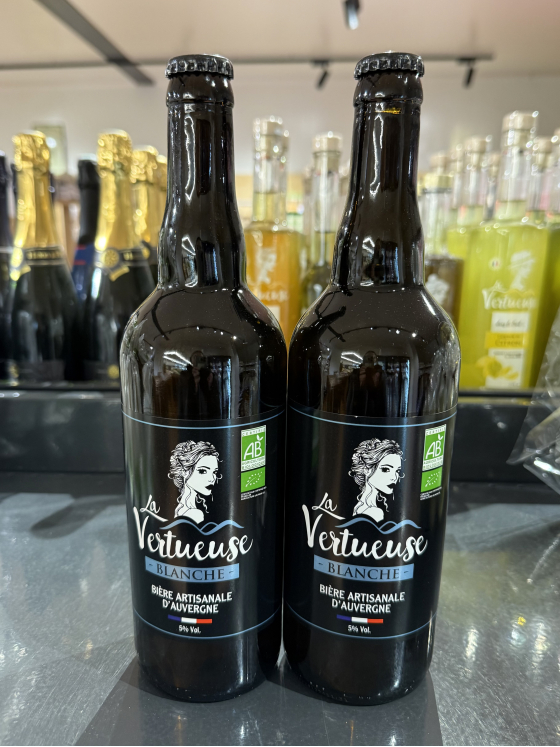 AB
La
Vertueuse
- BLANCHE -
BIÈRE ARTISANALE
D'AUVERGNE
5% Vol.
AB
La
Vertueuse
- BLANCHE -
BIÈRE ARTISANALE
D'AUVERGNE
5% Vol.
Vertueuse